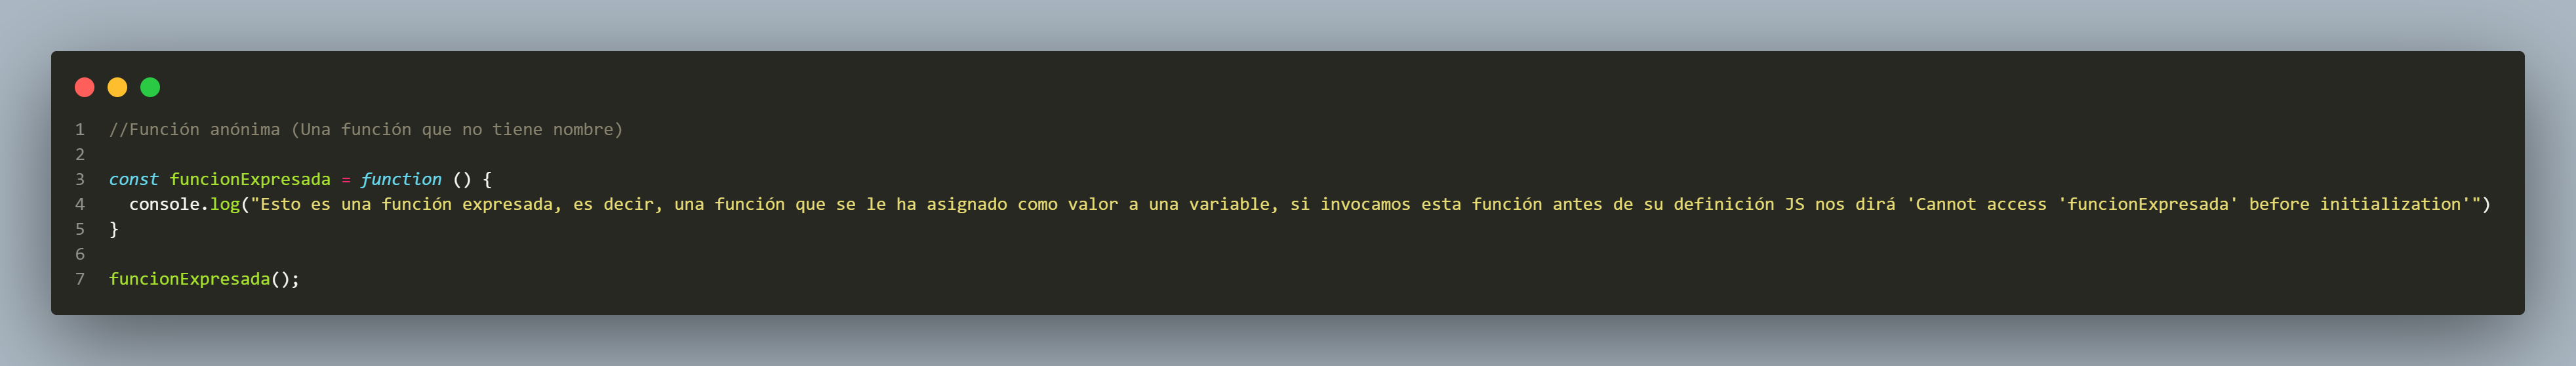 1 //Función anónima (Una función que no tiene nombre)
2
3 const funcionExpresada = function () {
4 console.log("Esto es una función expresada, es decir, una función que se le ha asignado como valor a una variable, si invocamos esta función antes de su definición JS nos dirá 'Cannot access 'funcionExpresada' before initialization'")
5 }
6
7 funcionExpresada();